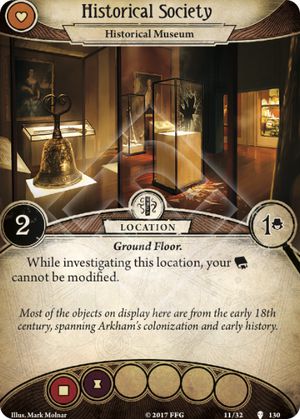 Historical Society
Historical Museum
2
LOCATION
1
Ground Floor.
While investigating this location, your
cannot be modified.
Most of the objects on display here are from the early 18th
century, spanning Arkham's colonization and early history.
Illus. Mark Molnar
© 2017 FFG
11/32
130